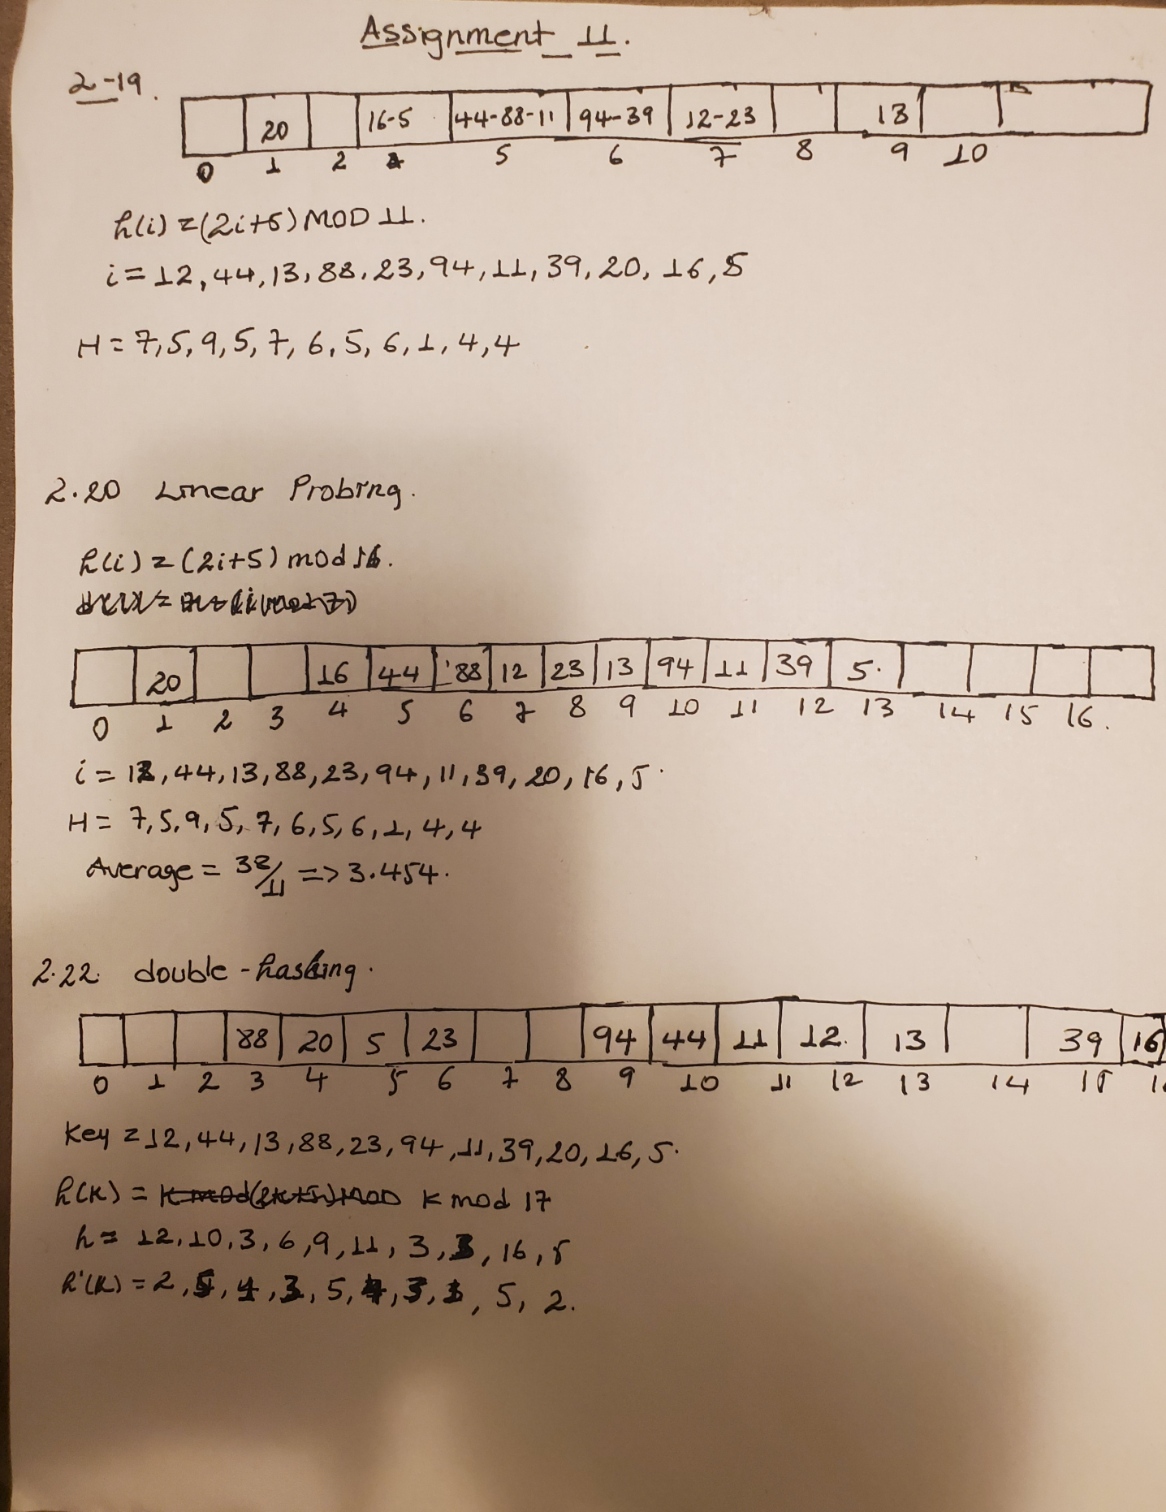 Assignment 11.
2-19.
20 16-5 44-88-11 94-39 12-23 13
0 1 2 4 5 6 7 8 9 10
h(i) = (2i+5) MOD 11.
i = 12, 44, 13, 88, 23, 94, 11, 39, 20, 16, 5
H = 7, 5, 9, 5, 7, 6, 5, 6, 1, 4, 4
2.20 Linear Probing.
h(i) = (2i+5) mod 16.
20 16 44 88 12 23 13 94 11 39 5.
0 1 2 3 4 5 6 7 8 9 10 11 12 13 14 15 16.
i = 12, 44, 13, 88, 23, 94, 11, 39, 20, 16, 5.
H = 7, 5, 9, 5, 7, 6, 5, 6, 1, 4, 4
Average = 38/11 => 3.454.
2.22. double-hashing.
88 20 5 23 94 44 11 12. 13 39 16
0 1 2 3 4 5 6 7 8 9 10 11 12 13 14 15
Key = 12, 44, 13, 88, 23, 94, 11, 39, 20, 16, 5.
h(k) = k mod 17
h = 12, 10, 3, 6, 9, 11, 3, 3, 16, 5
h'(k) = 2, 5, 4, 3, 5, 4, 3, 3, 5, 2.